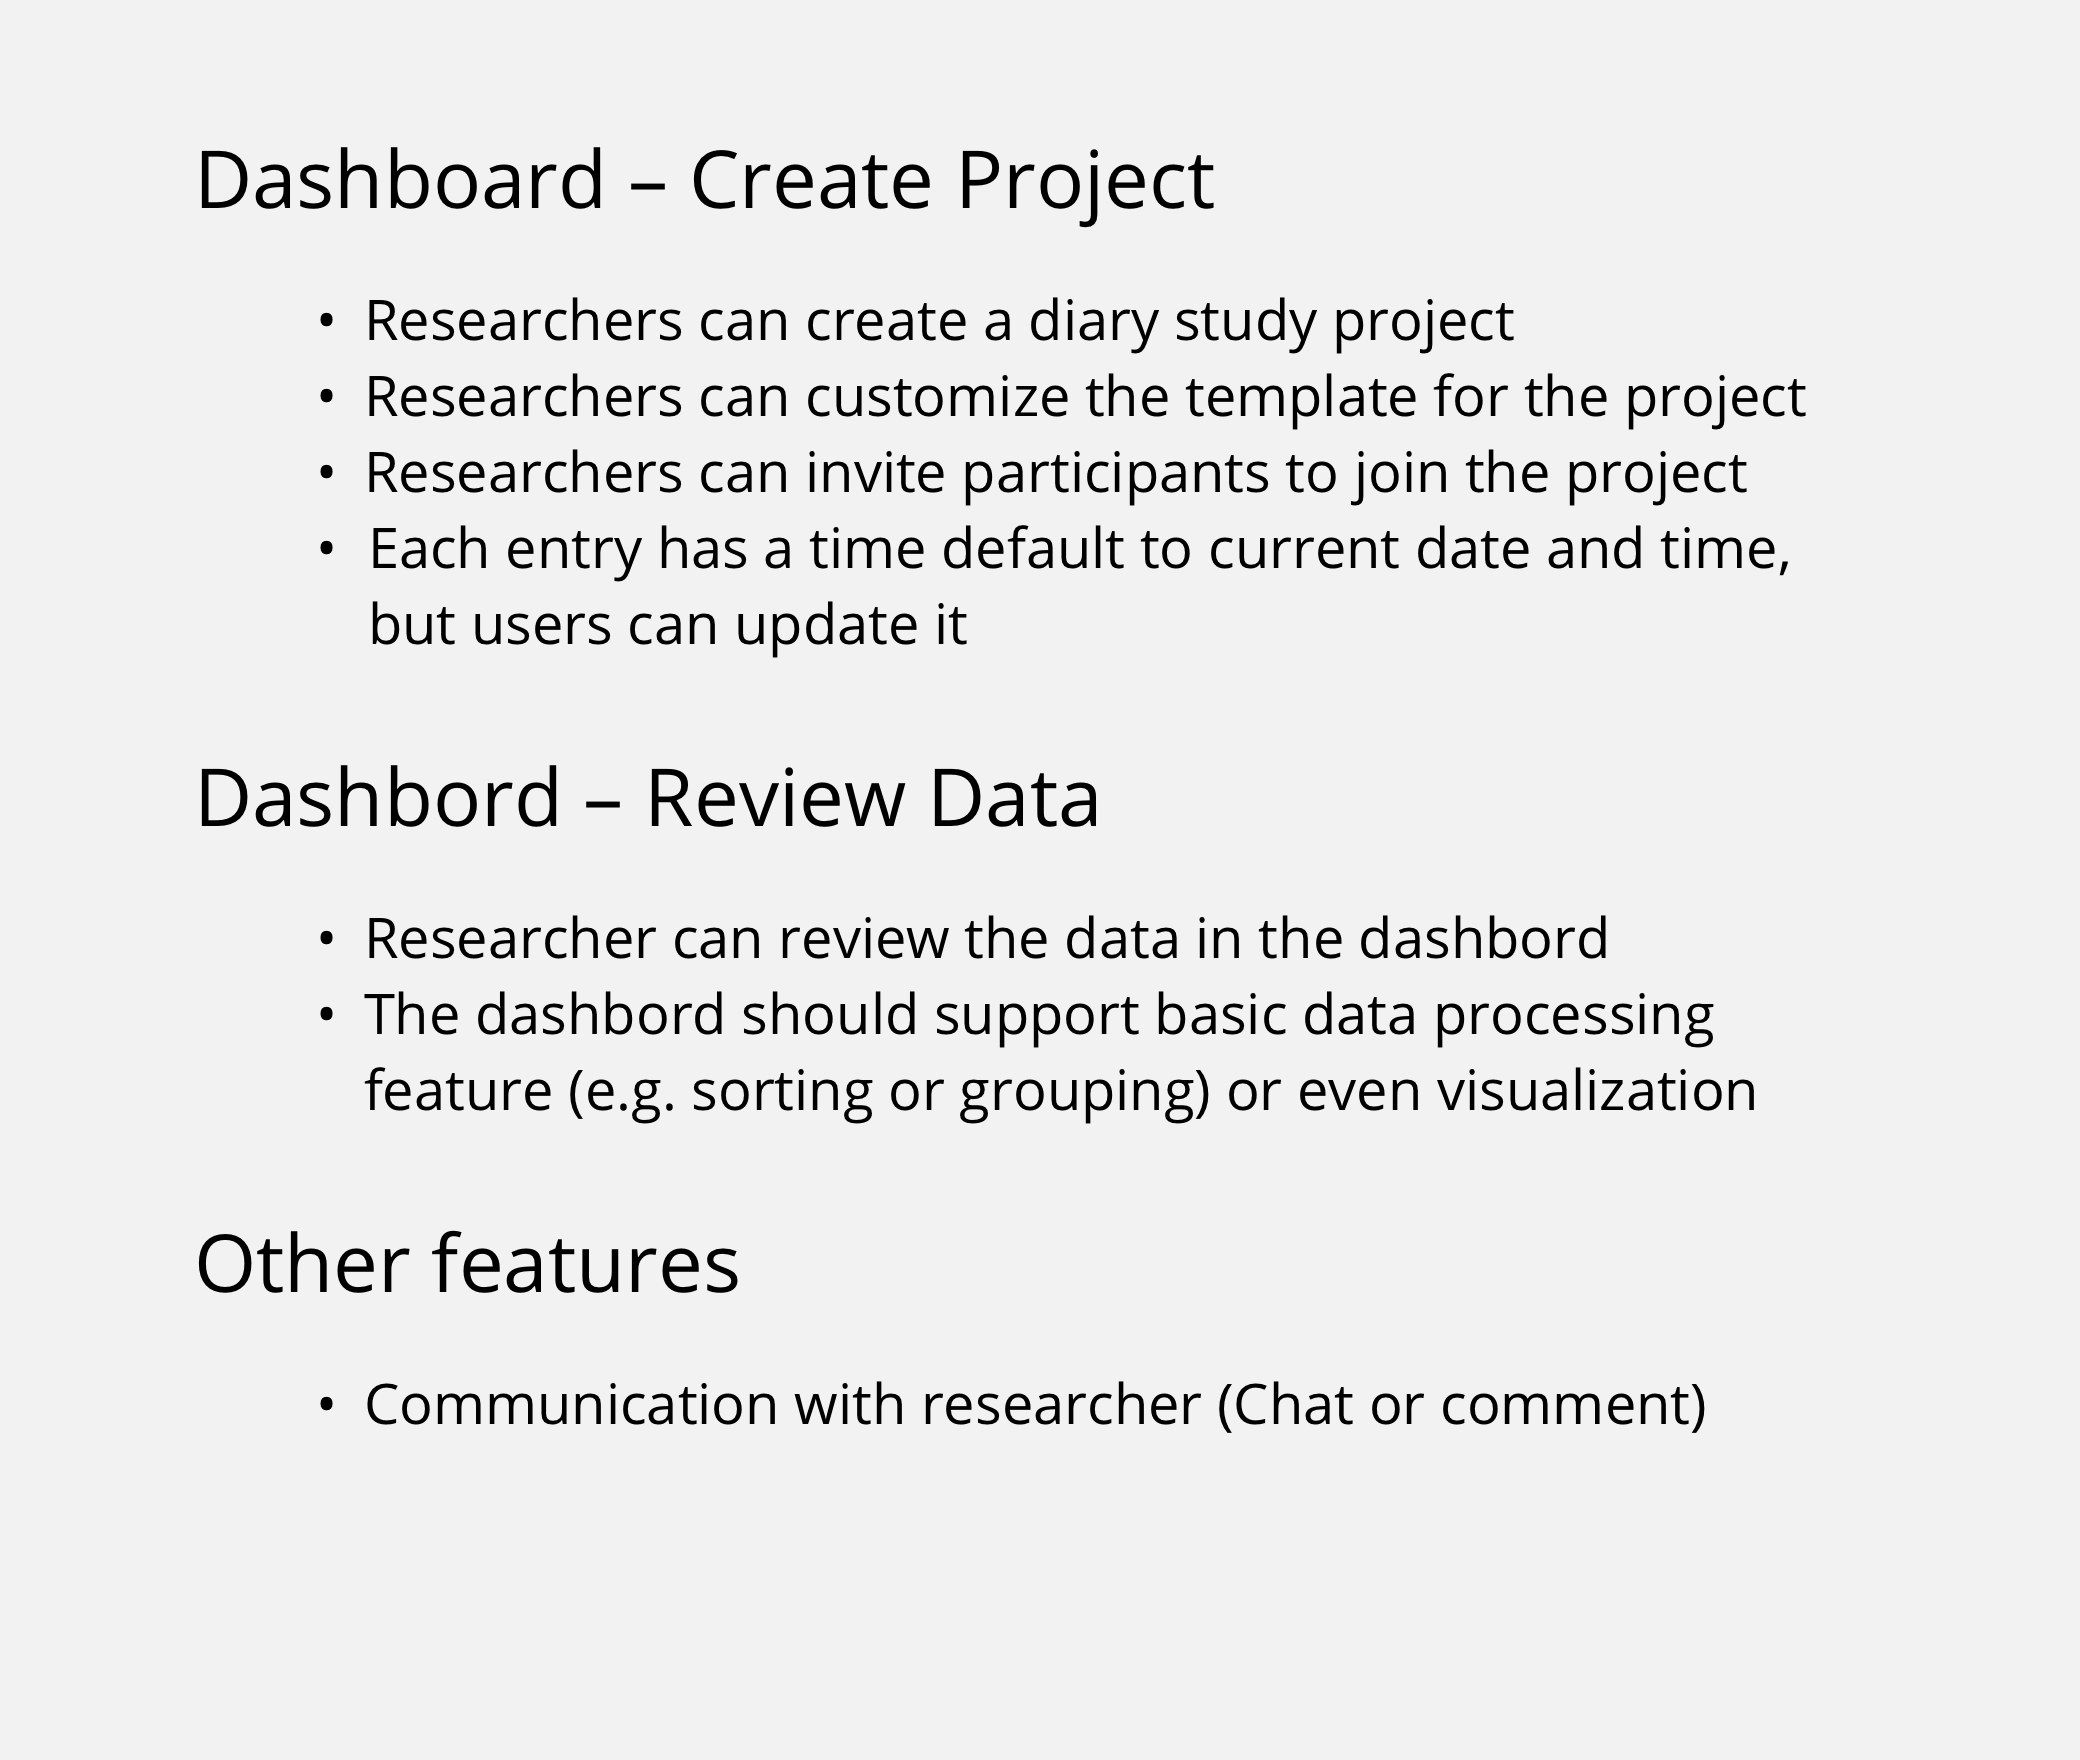 Dashboard – Create Project
• Researchers can create a diary study project
• Researchers can customize the template for the project
• Researchers can invite participants to join the project
• Each entry has a time default to current date and time,
but users can update it
Dashbord – Review Data
• Researcher can review the data in the dashbord
• The dashbord should support basic data processing
feature (e.g. sorting or grouping) or even visualization
Other features
• Communication with researcher (Chat or comment)